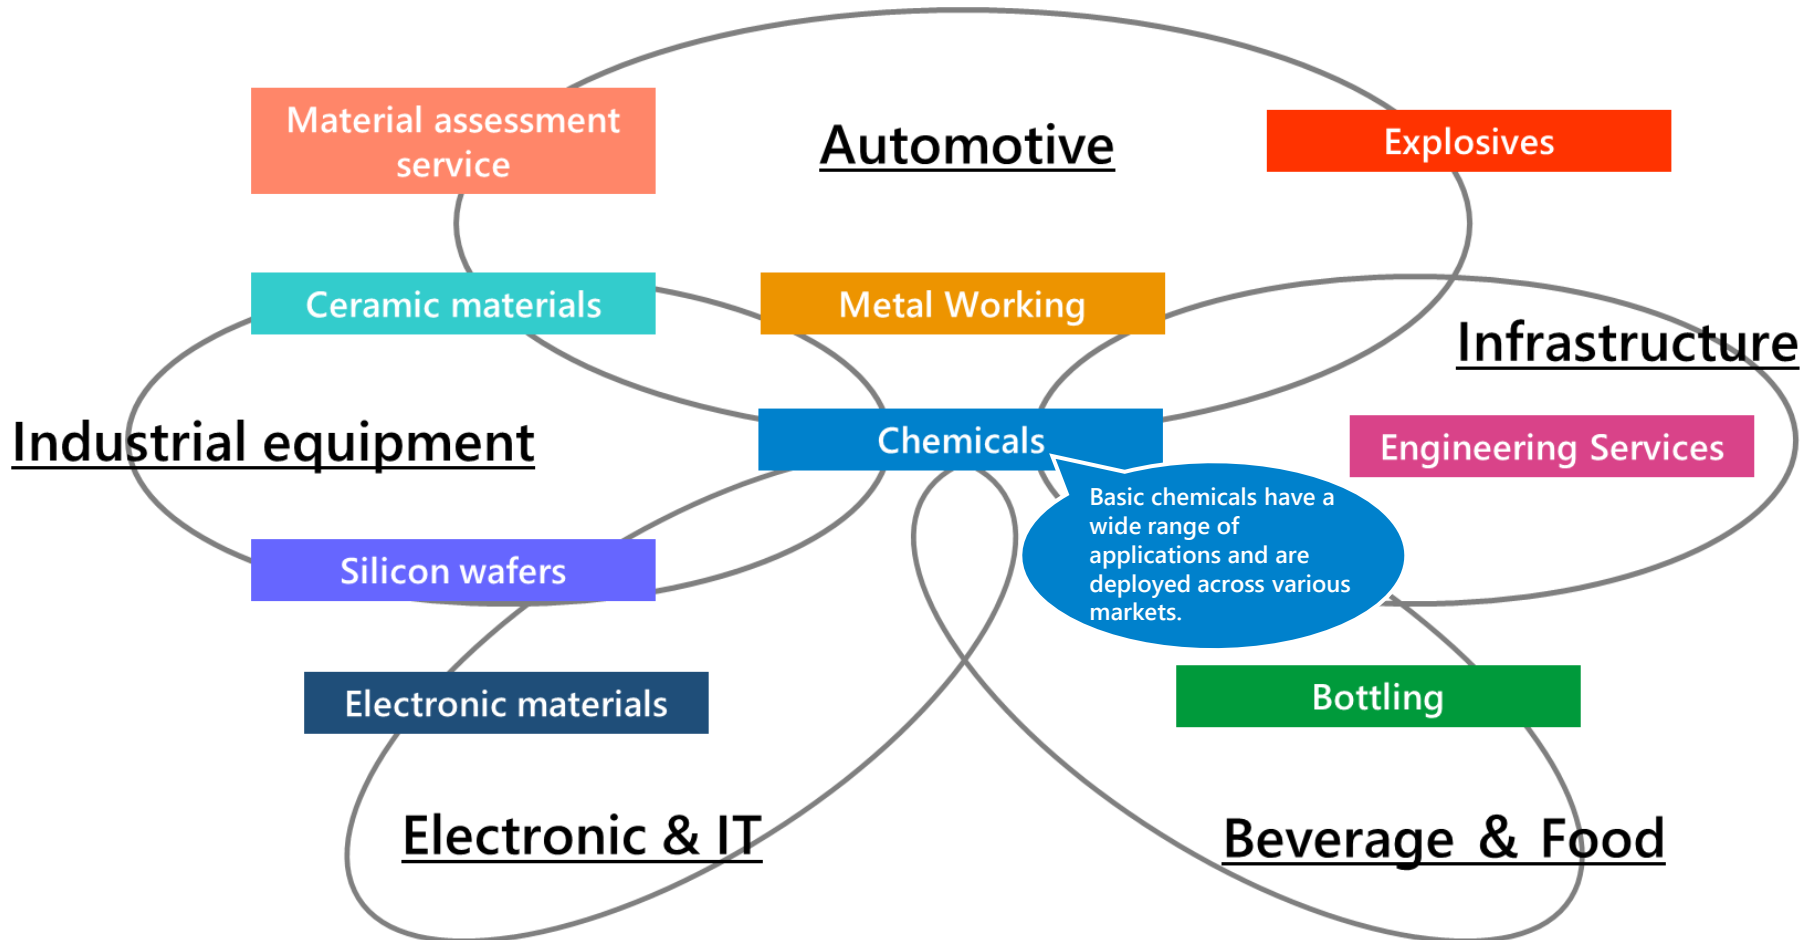 Material assessment
service
Automotive
Explosives
Ceramic materials
Metal Working
Infrastructure
Industrial equipment
Chemicals
Engineering Services
Basic chemicals have a
wide range of
applications and are
deployed across various
markets.
Silicon wafers
Electronic materials
Bottling
Electronic & IT
Beverage & Food